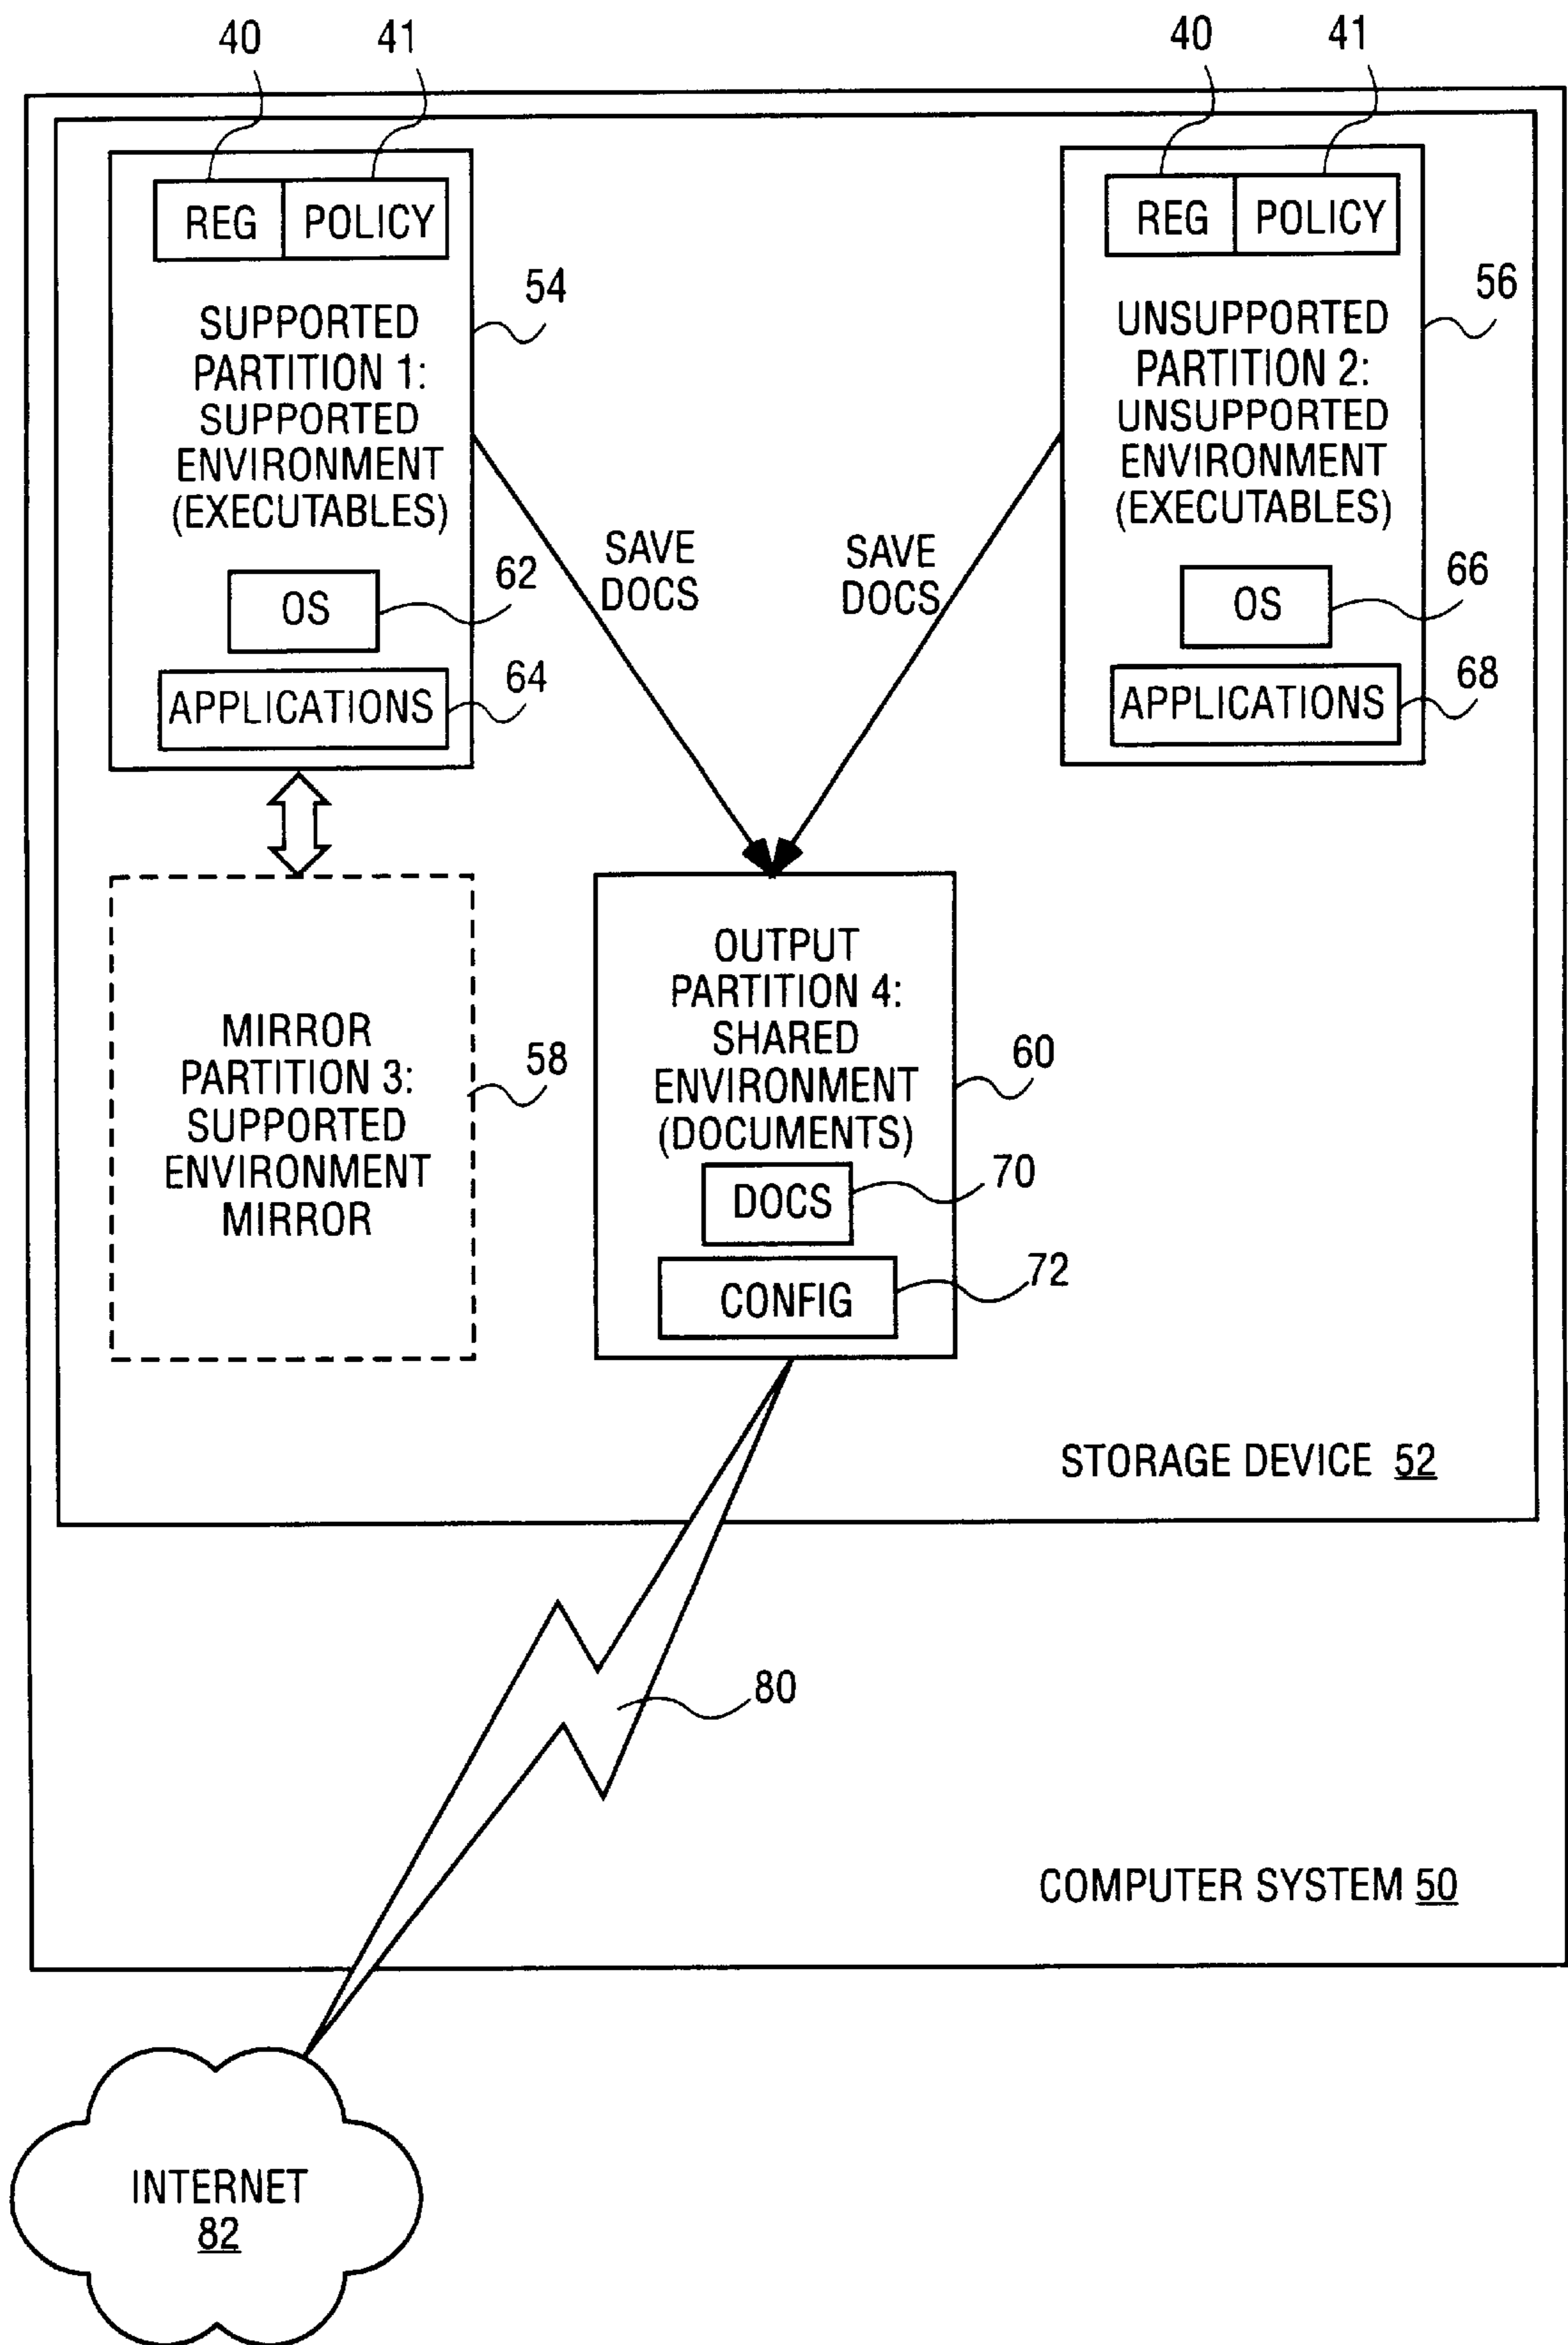 40
41
40
41
REG
POLICY
REG
POLICY
54
SUPPORTED
PARTITION 1:
SUPPORTED
ENVIRONMENT
(EXECUTABLES)
56
UNSUPPORTED
PARTITION 2:
UNSUPPORTED
ENVIRONMENT
(EXECUTABLES)
SAVE
DOCS
SAVE
DOCS
OS
62
OS
66
APPLICATIONS
64
APPLICATIONS
68
MIRROR
PARTITION 3:
SUPPORTED
ENVIRONMENT
MIRROR
58
OUTPUT
PARTITION 4:
SHARED
ENVIRONMENT
(DOCUMENTS)
60
DOCS
70
CONFIG
72
STORAGE DEVICE 52
80
COMPUTER SYSTEM 50
INTERNET
82